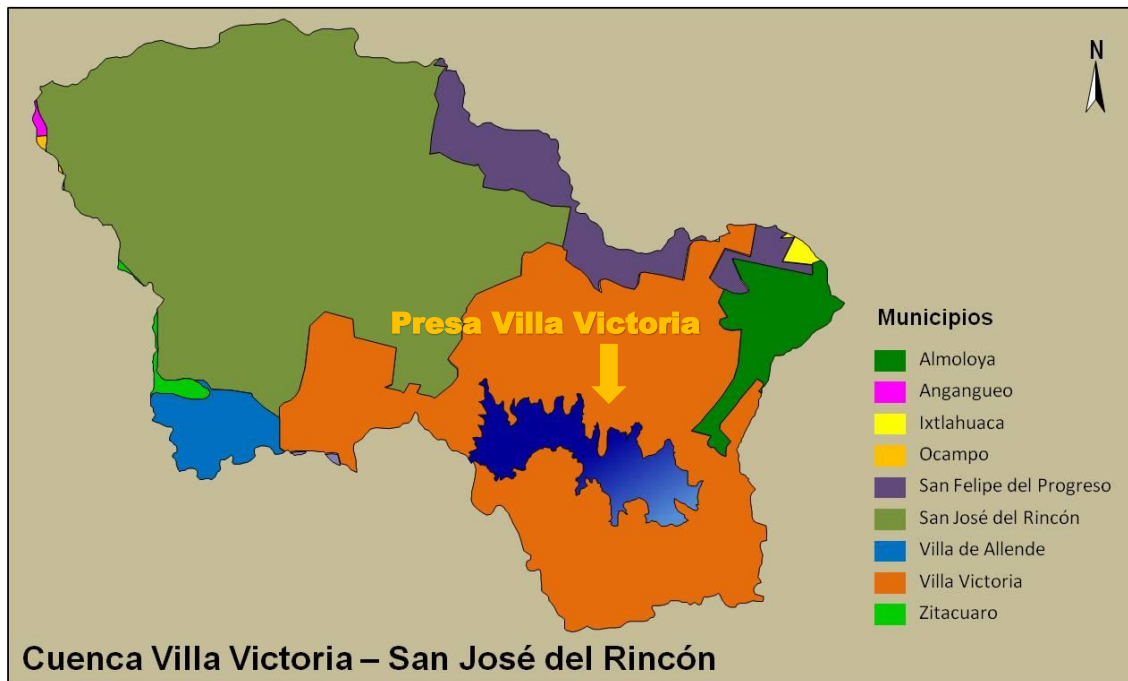 N
Presa Villa Victoria
Municipios
Almoloya
Angangueo
Ixtlahuaca
Ocampo
San Felipe del Progreso
San José del Rincón
Villa de Allende
Villa Victoria
Zitacuaro
Cuenca Villa Victoria – San José del Rincón